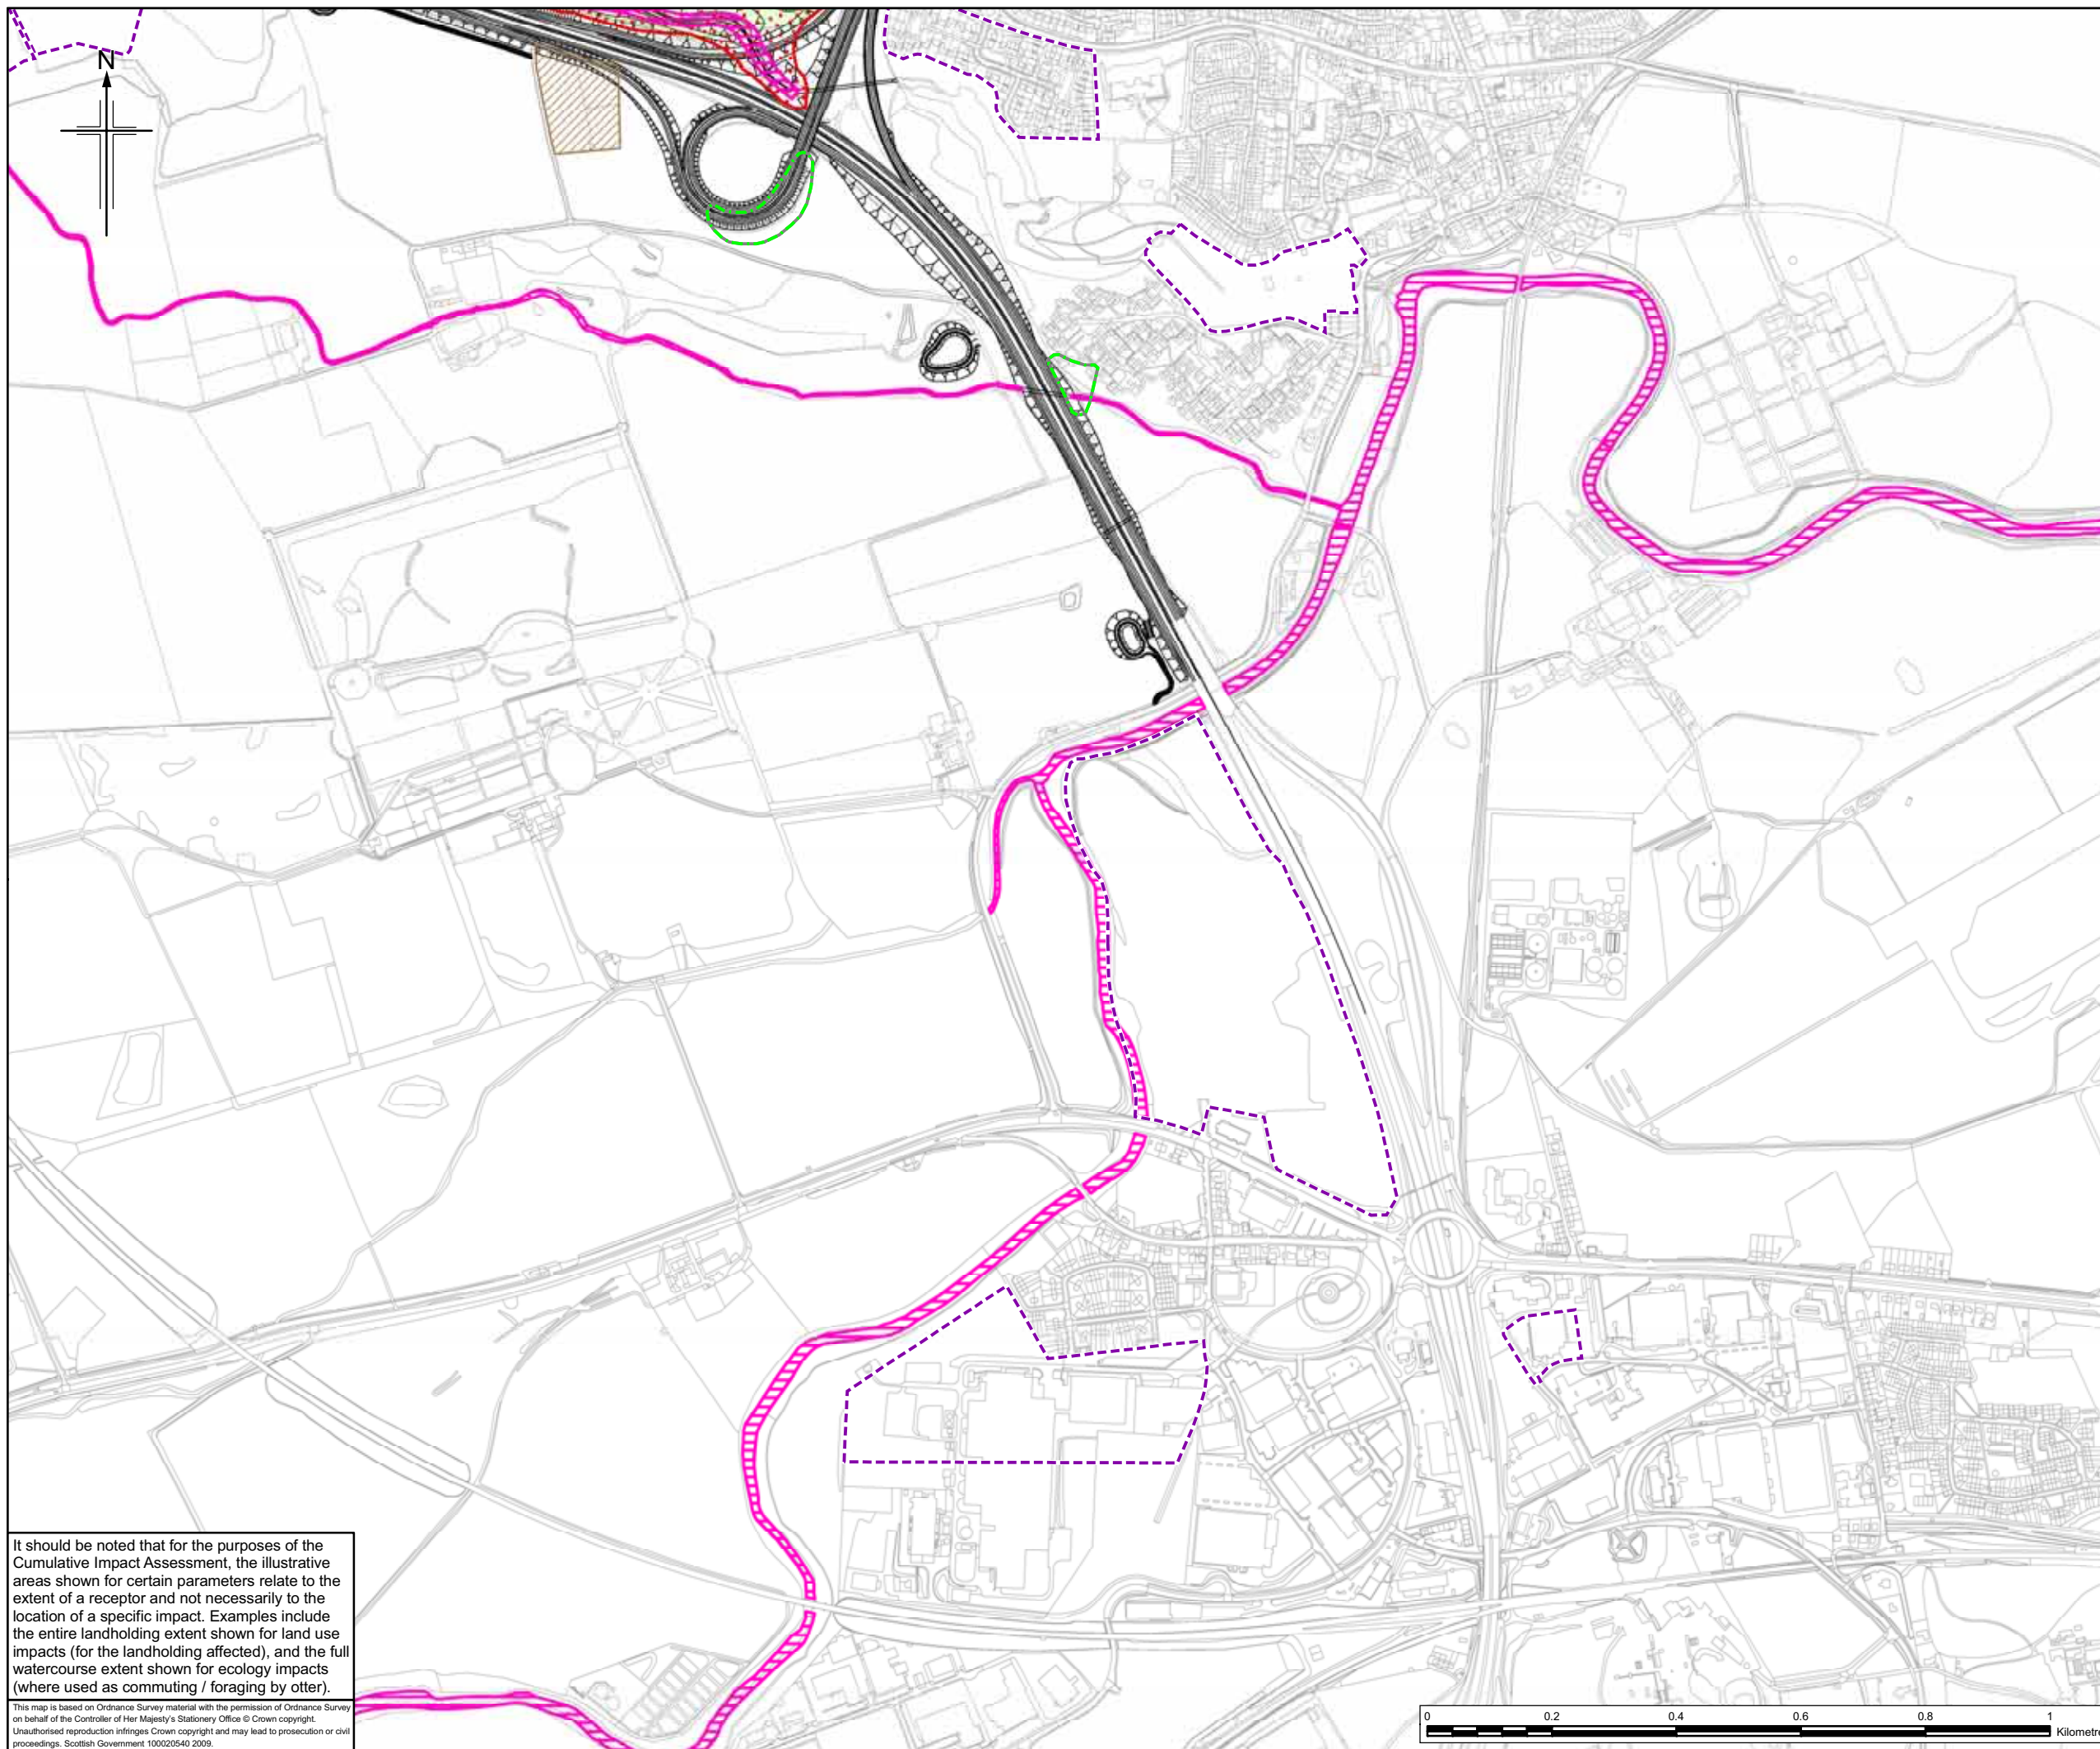 N
It should be noted that for the purposes of the
Cumulative Impact Assessment, the illustrative
areas shown for certain parameters relate to the
extent of a receptor and not necessarily to the
location of a specific impact. Examples include
the entire landholding extent shown for land use
impacts (for the landholding affected), and the full
watercourse extent shown for ecology impacts
(where used as commuting / foraging by otter).
This map is based on Ordnance Survey material with the permission of Ordnance Survey
on behalf of the Controller of Her Majesty's Stationery Office © Crown copyright.
Unauthorised reproduction infringes Crown copyright and may lead to prosecution or civil
proceedings. Scottish Government 100020540 2009.
0 0.2 0.4 0.6 0.8 1
Kilometre